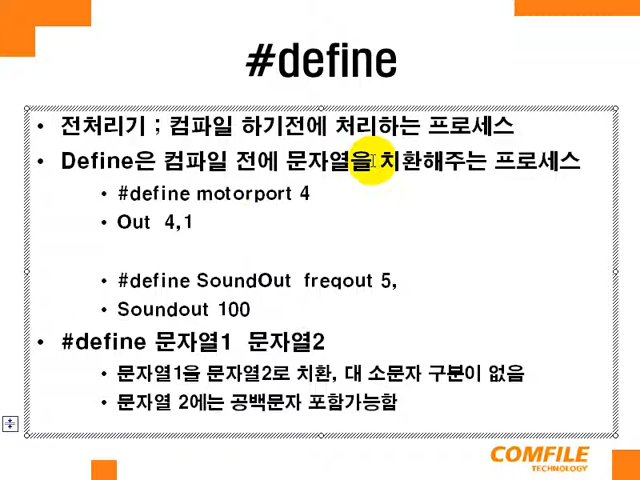 #define
• 전처리기 ; 컴파일 하기전에 처리하는 프로세스
• Define은 컴파일 전에 문자열을 치환해주는 프로세스
• #define motorport 4
• Out 4,1
• #define SoundOut freqout 5,
• Soundout 100
• #define 문자열1 문자열2
• 문자열1을 문자열2로 치환, 대 소문자 구분이 없음
• 문자열 2에는 공백문자 포함가능함
COMFILE
TECHNOLOGY